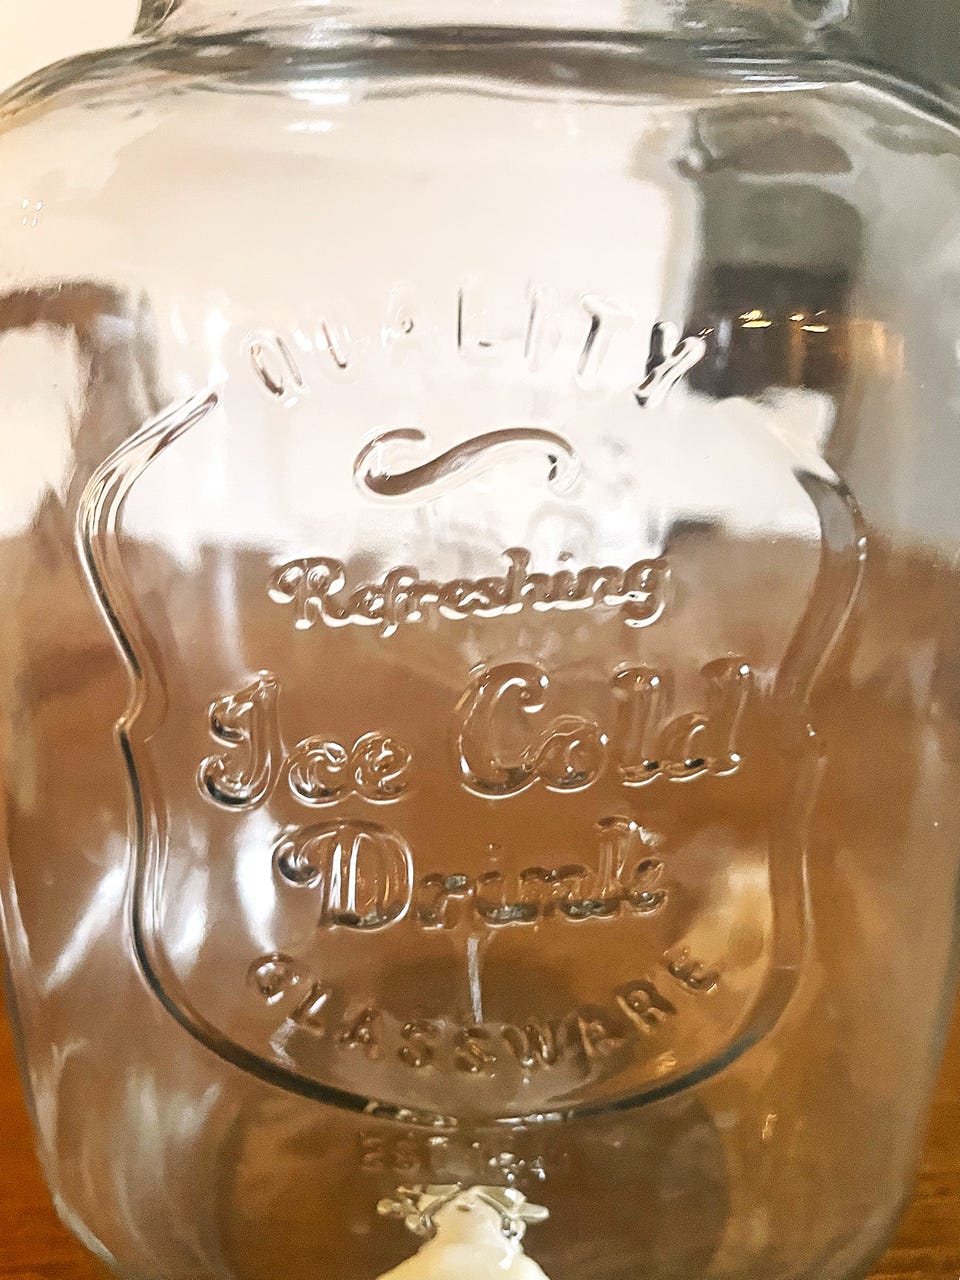 QUALITY
Refreshing
Ice Cold
Drink
GLASSWARE